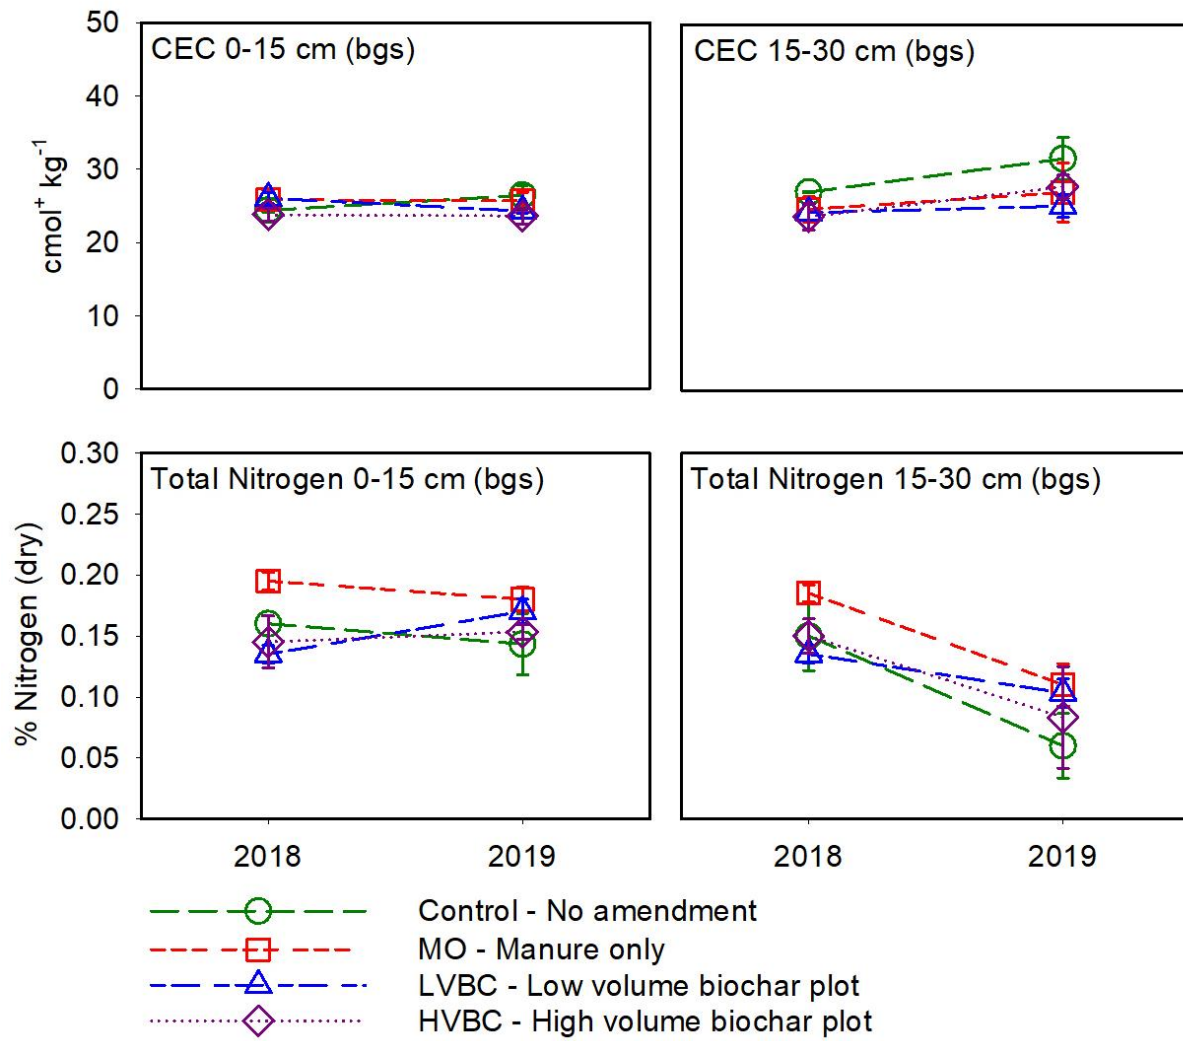 CEC 0-15 cm (bgs)
CEC 15-30 cm (bgs)
50
40
30
20
10
0
cmol⁺ kg⁻¹
Total Nitrogen 0-15 cm (bgs)
Total Nitrogen 15-30 cm (bgs)
0.30
0.25
0.20
0.15
0.10
0.05
0.00
% Nitrogen (dry)
2018 2019
2018 2019
Control - No amendment
MO - Manure only
LVBC - Low volume biochar plot
HVBC - High volume biochar plot